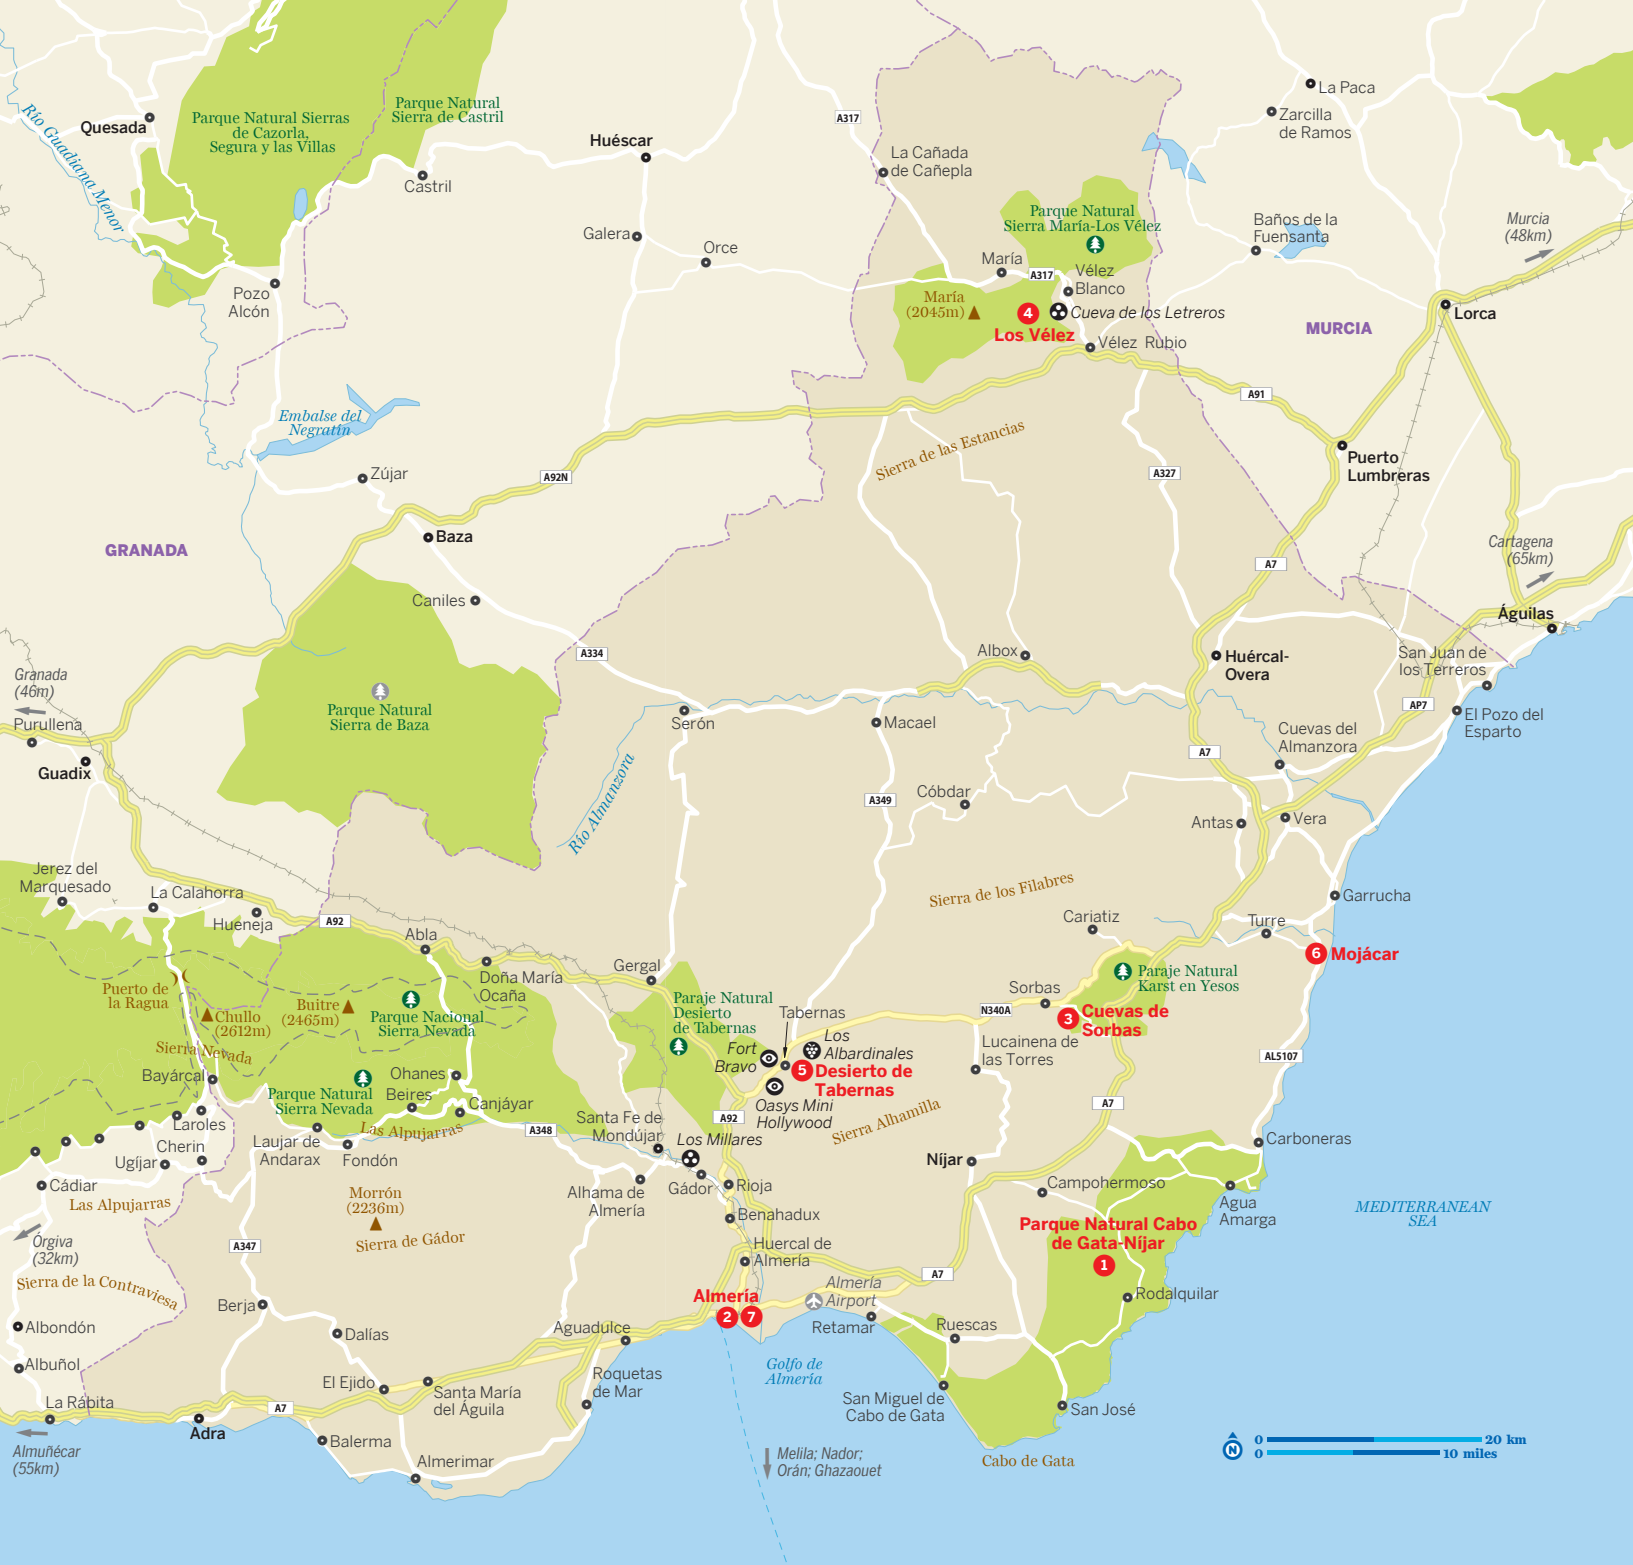 La Paca
Zarcilla
de Ramos
Parque Natural
Sierra de Castril
Parque Natural Sierras
de Cazorla,
Segura y las Villas
Quesada
Río Guadiana Menor
A317
Huéscar
La Cañada
de Cañepla
Castril
Parque Natural
Sierra María-Los Vélez
Baños de la
Fuensanta
Murcia
(48km)
Galera
Orce
María
A317
Vélez
Blanco
Pozo
Alcón
María
(2045m)
4
Cueva de los Letreros
Los Vélez
Vélez Rubio
MURCIA
Lorca
A91
Embalse del
Negratín
Sierra de las Estancias
Puerto
Lumbreras
Zújar
A92N
A327
Baza
GRANADA
Cartagena
(65km)
A7
Caniles
Águilas
A334
Albox
Huércal-
Overa
San Juan de
los Terreros
Granada
(46m)
Purullena
Parque Natural
Sierra de Baza
Serón
Macael
AP7
El Pozo del
Esparto
Cuevas del
Almanzora
A7
Guadix
Río Almanzora
A349
Cóbdar
Antas
Vera
Jerez del
Marquesado
La Calahorra
Hueneja
A92
Sierra de los Filabres
Garrucha
Cariatiz
Turre
Abla
6
Mojácar
Gergal
Doña María
Ocaña
Paraje Natural
Karst en Yesos
Puerto de
la Ragua
Chullo
(2612m)
Buitre
(2465m)
Parque Nacional
Sierra Nevada
Paraje Natural
Desierto
de Tabernas
Tabernas
Sorbas
N340A
3
Cuevas de
Sorbas
Sierra Nevada
Fort
Bravo
Los
Albardinales
Lucainena de
las Torres
AL5107
Bayárcal
Ohanes
5
Desierto de
Tabernas
Parque Natural
Sierra Nevada
Beires
Canjáyar
Oasys Mini
Hollywood
A7
A92
Sierra Alhamilla
Laroles
Cherin
Ugíjar
Laujar de
Andarax
Las Alpujarras
Fondón
A348
Santa Fe de
Mondújar
Los Millares
Carboneras
Níjar
Cádiar
Las Alpujarras
Morrón
(2236m)
Alhama de
Almería
Gádor
Rioja
Campohermoso
Agua
Amarga
Benahadux
MEDITERRANEAN
SEA
Órgiva
(32km)
A347
Sierra de Gádor
Huercal de
Almería
Parque Natural Cabo
de Gata-Níjar
1
A7
Sierra de la Contraviesa
Almería
Airport
Almería
2
7
Rodalquilar
Berja
Albondón
Dalías
Aguadulce
Retamar
Ruescas
Albuñol
Golfo de
Almería
La Rábita
El Ejido
Santa María
del Águila
Roquetas
de Mar
San Miguel de
Cabo de Gata
San José
A7
Adra
Balerma
Almerimar
Almuñécar
(55km)
Melila; Nador;
Orán; Ghazaouet
Cabo de Gata
N
0
20 km
0
10 miles